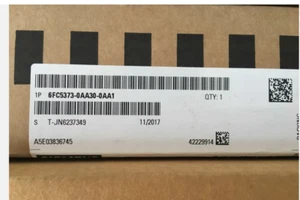 1P 6FC5373-0AA30-0AA1 QTY: 1
S T-JN6237349 11/2017
A5E03836745 42229914